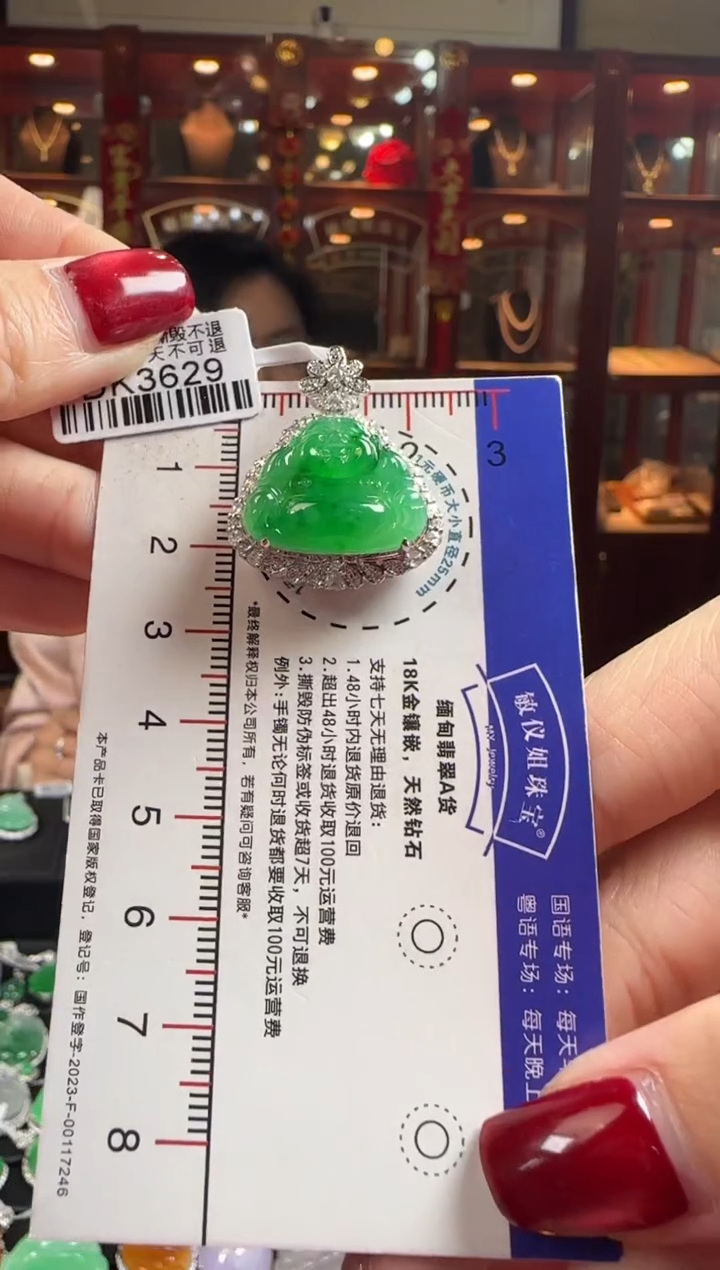 撕毁不退
天不可退
DK3629
3
1
2
3
4
5
6
7
8
1元硬币大小直径25mm
敏仪姐珠宝®
MY Jewelry
国语专场：每天
粤语专场：每天晚上
缅甸翡翠A货
18K金镶嵌，天然钻石
支持七天无理由退货：
1.48小时内退货原价退回
2.超出48小时退货收取100元运营费
3.撕毁防伪标签或收货超7天，不可退换
例外：手镯无论何时退货都要收取100元运营费
*最终解释权归本公司所有，若有疑问可咨询客服*
本产品卡已取得国家版权登记，登记号：国作登字-2023-F-00117246